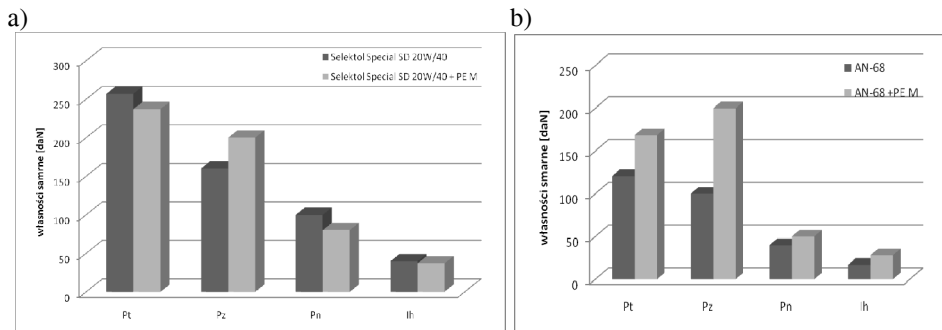 a)
b)
własności samrne [daN]
300
250
200
150
100
50
0
Pt
Pz
Pn
Ih
Selektol Special SD 20W/40
Selektol Special SD 20W/40 + PE M
własności smarne [daN]
250
200
150
100
50
0
Pt
Pz
Pn
Ih
AN-68
AN-68 +PE M